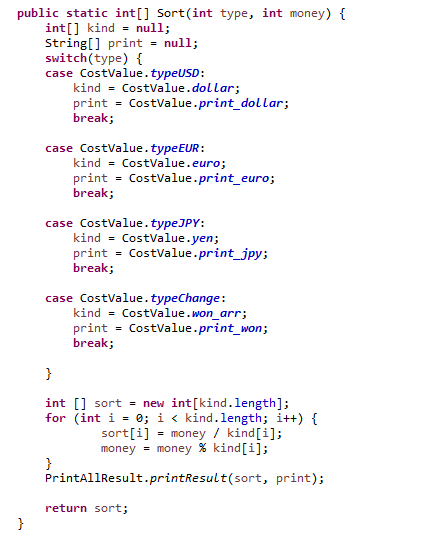 public static int[] Sort(int type, int money) {
    int[] kind = null;
    String[] print = null;
    switch(type) {
    case CostValue.typeUSD:
        kind = CostValue.dollar;
        print = CostValue.print_dollar;
        break;

    case CostValue.typeEUR:
        kind = CostValue.euro;
        print = CostValue.print_euro;
        break;

    case CostValue.typeJPY:
        kind = CostValue.yen;
        print = CostValue.print_jpy;
        break;

    case CostValue.typeChange:
        kind = CostValue.won_arr;
        print = CostValue.print_won;
        break;

    }

    int [] sort = new int[kind.length];
    for (int i = 0; i < kind.length; i++) {
            sort[i] = money / kind[i];
            money = money % kind[i];
    }
    PrintAllResult.printResult(sort, print);

    return sort;
}